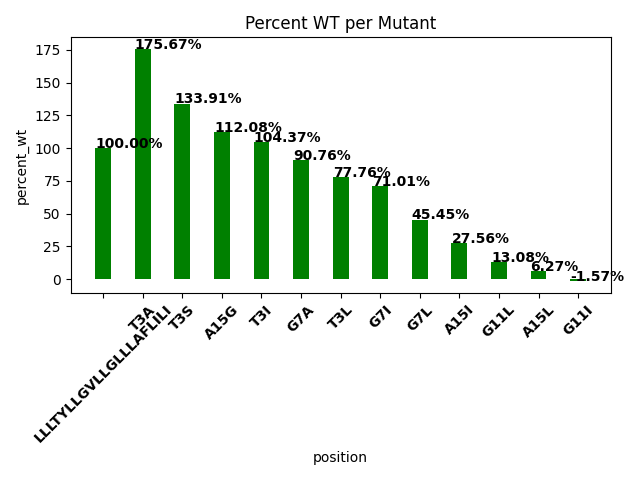 Percent WT per Mutant
percent_wt
175
150
125
100
75
50
25
0
100.00%
175.67%
133.91%
112.08%
104.37%
90.76%
77.76%
71.01%
45.45%
27.56%
13.08%
6.27%
-1.57%
LLLTYLLGVLLGLLLAFLILI
T3A
T3S
A15G
T3I
G7A
T3L
G7I
G7L
A15I
G11L
A15L
G11I
position